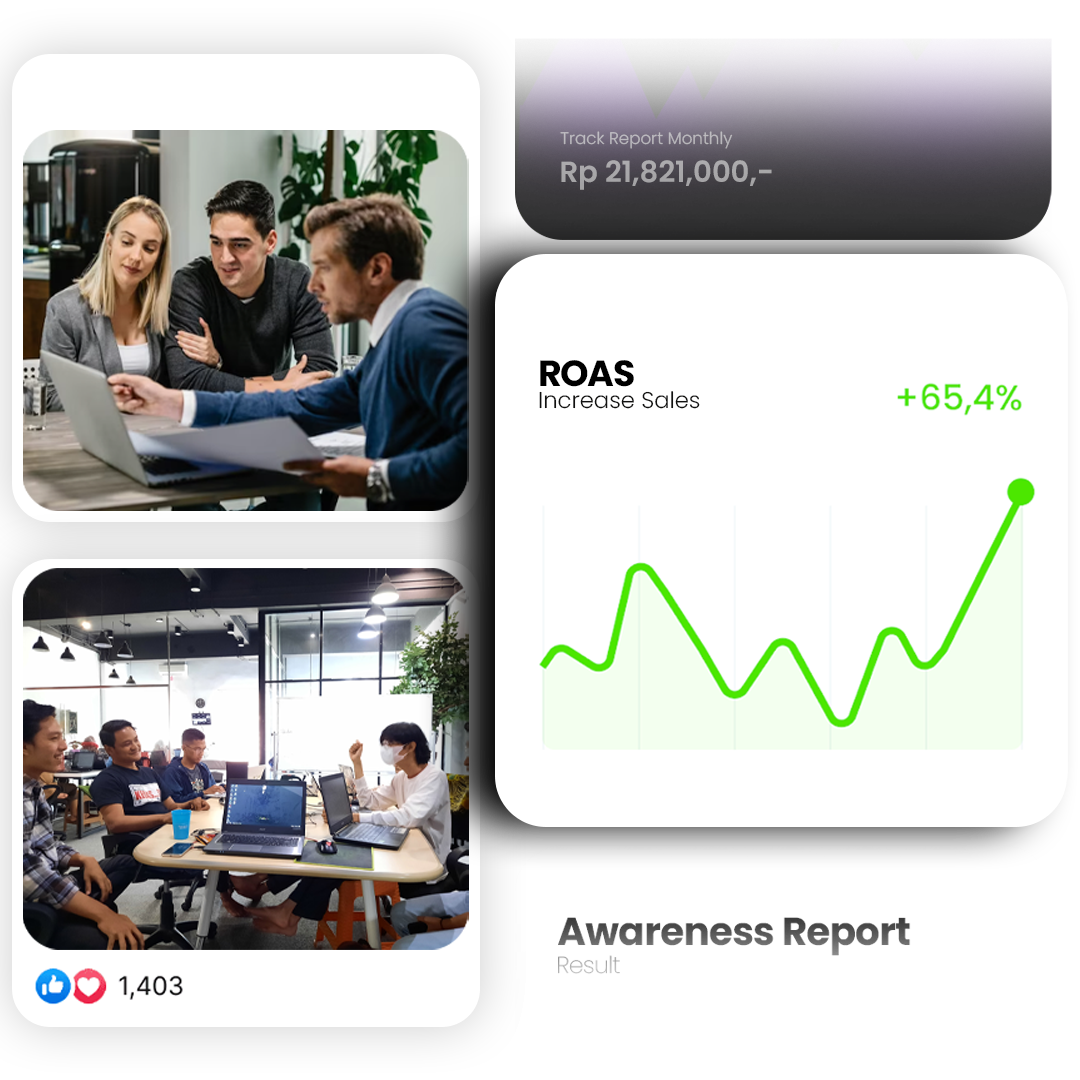 Track Report Monthly
Rp 21,821,000,-
ROAS
Increase Sales
+65,4%
1,403
Awareness Report
Result